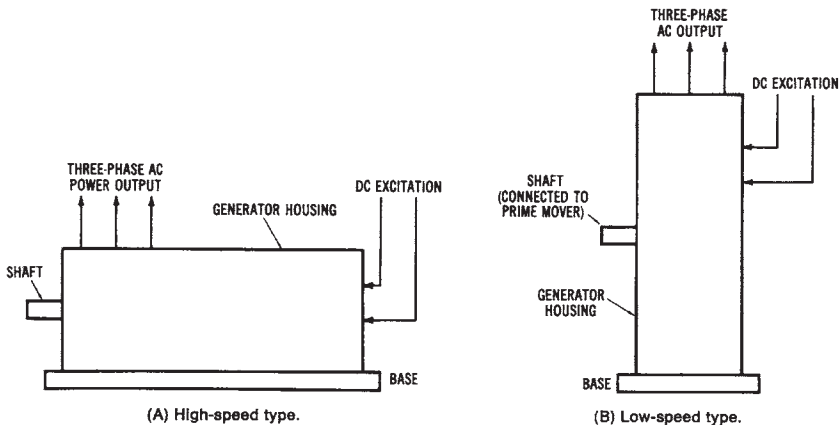 THREE-PHASE AC
POWER OUTPUT
GENERATOR HOUSING
DC EXCITATION
SHAFT
BASE
(A) High-speed type.
THREE-PHASE
AC OUTPUT
DC EXCITATION
SHAFT
(CONNECTED TO
PRIME MOVER)
GENERATOR
HOUSING
BASE
(B) Low-speed type.